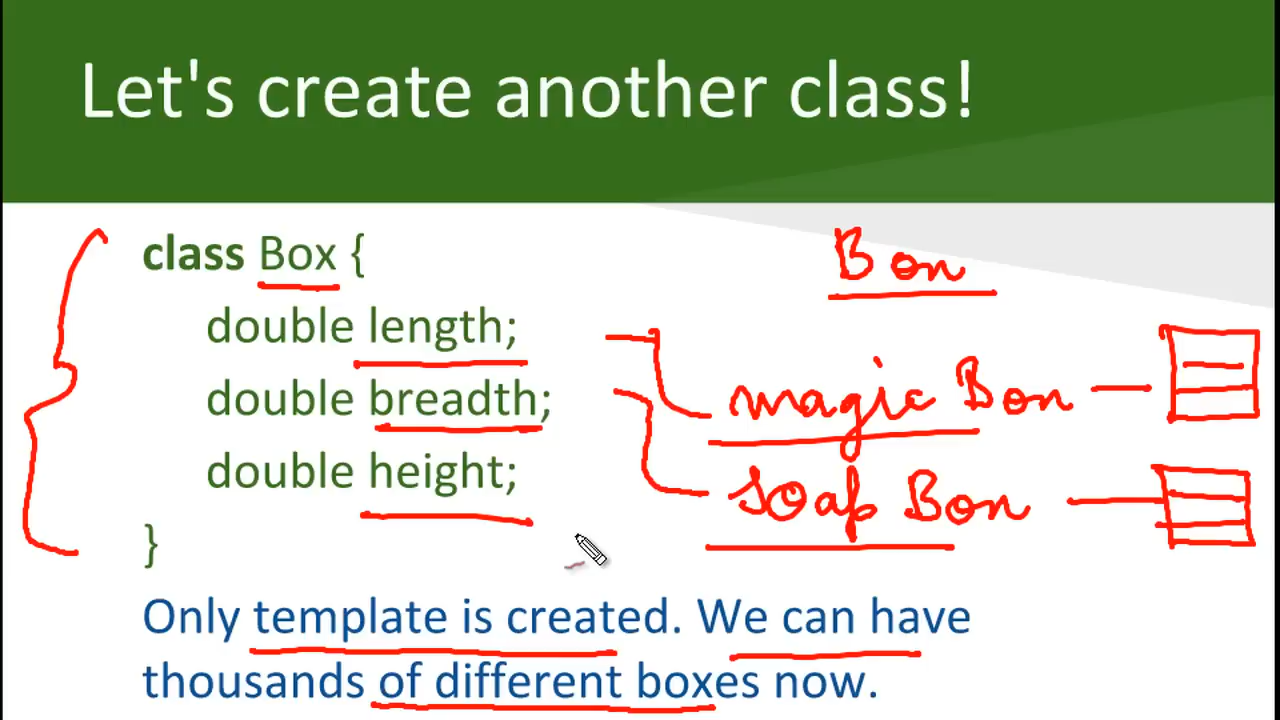 Let's create another class!
class Box {
Box
double length;
double breadth;
magic Box
double height;
soap Box
}
Only template is created. We can have
thousands of different boxes now.